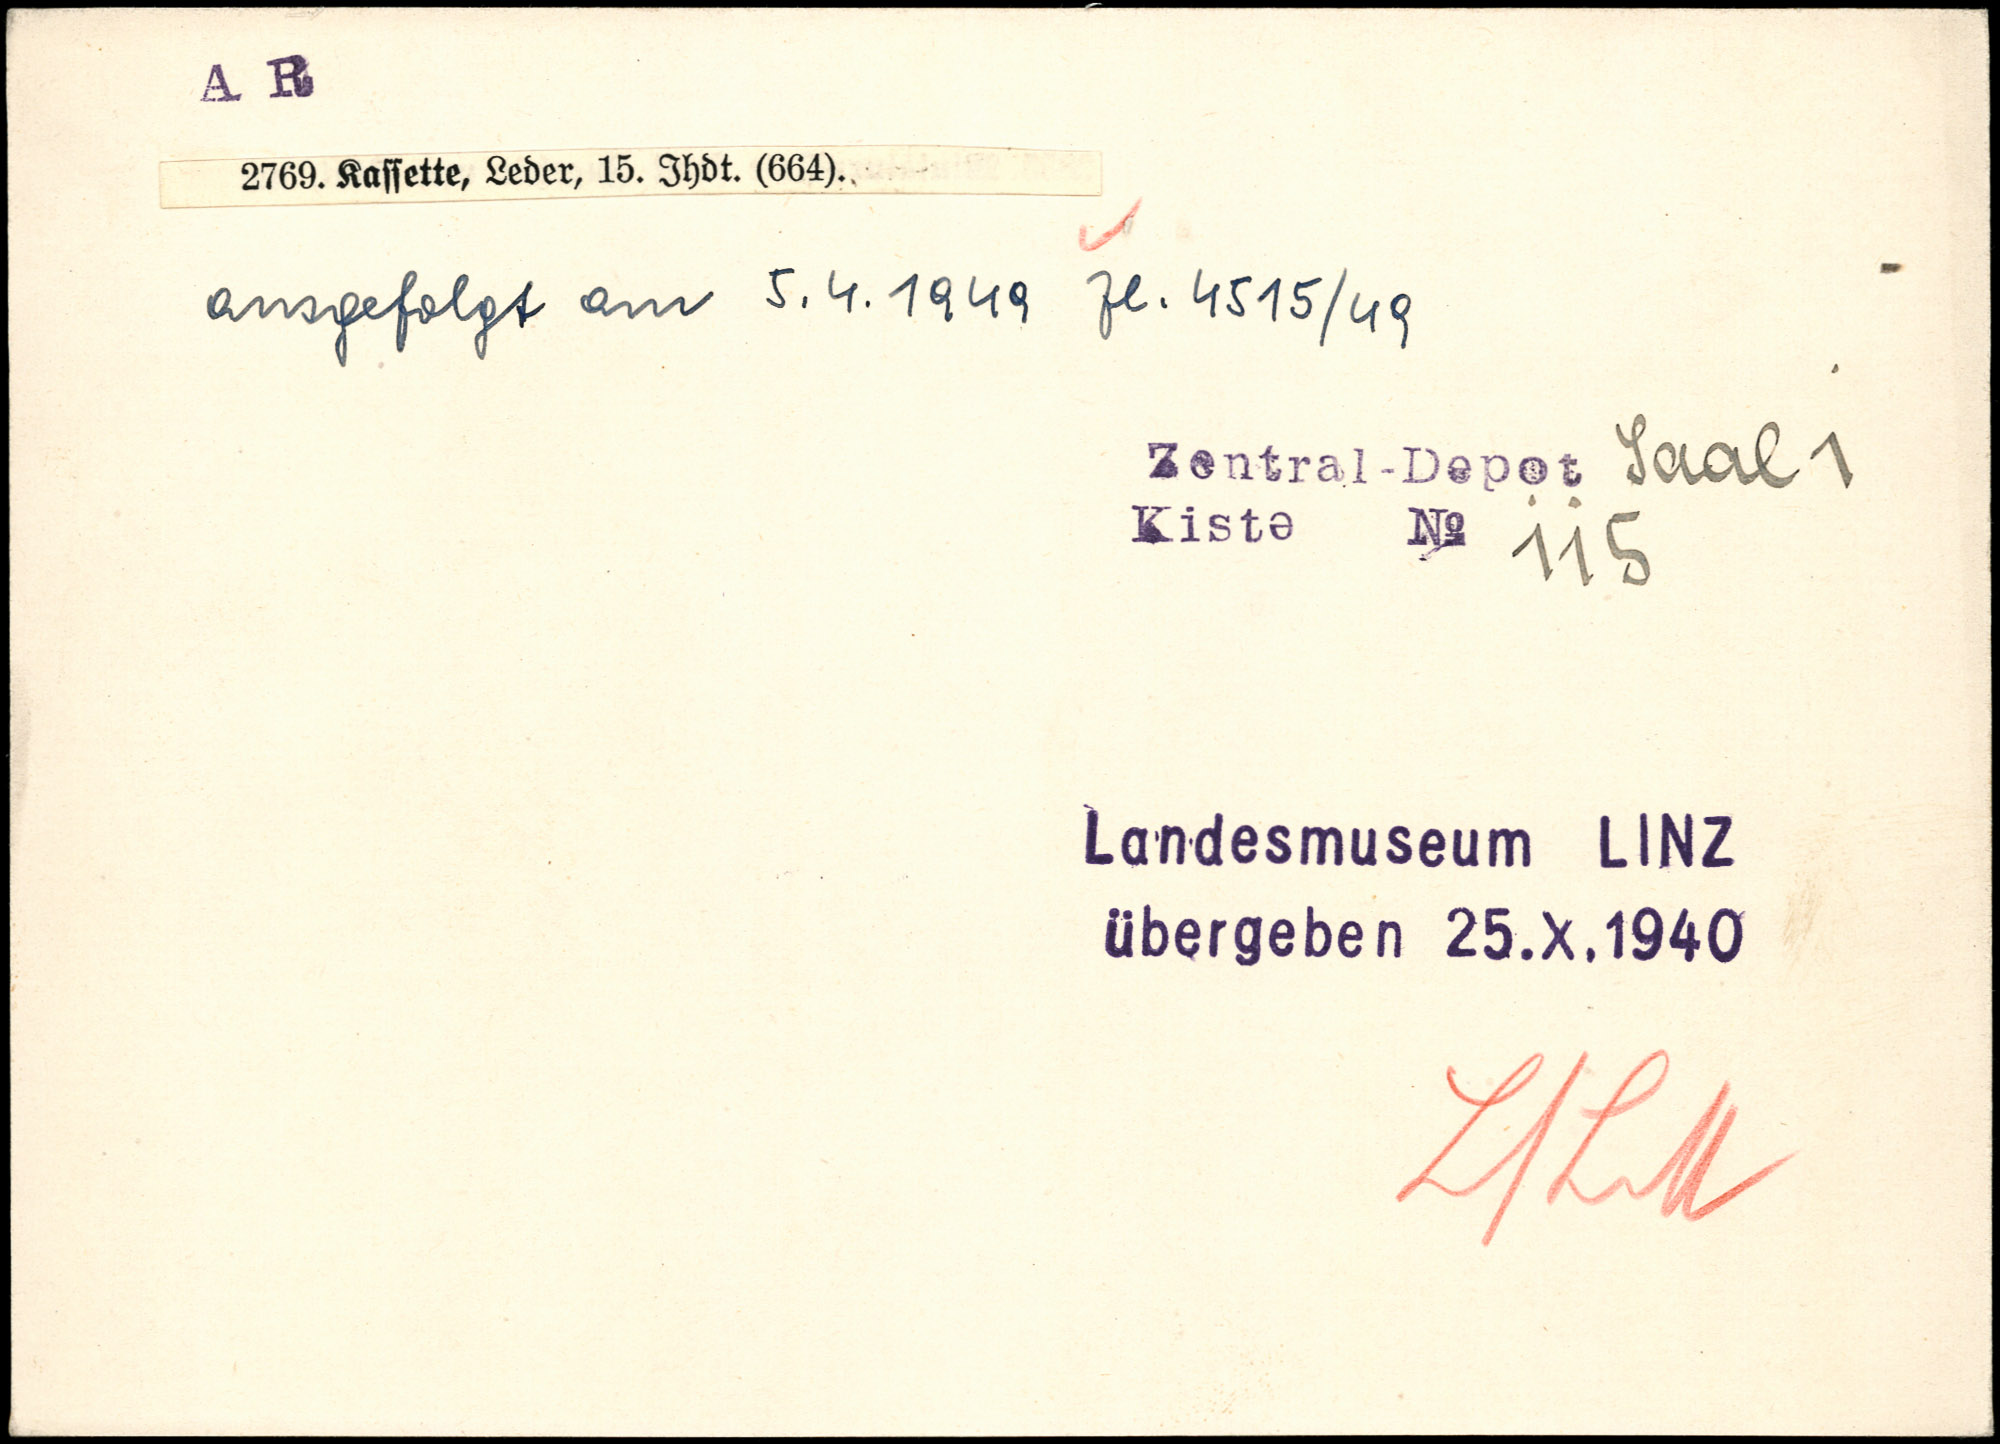 A R
2769. Kassette, Leder, 15. Jhdt. (664).
ausgefolgt am 5.4.1949 Zl. 4515/49
Zentral-Depot Saal 1
Kiste № 115
Landesmuseum LINZ
übergeben 25.X.1940